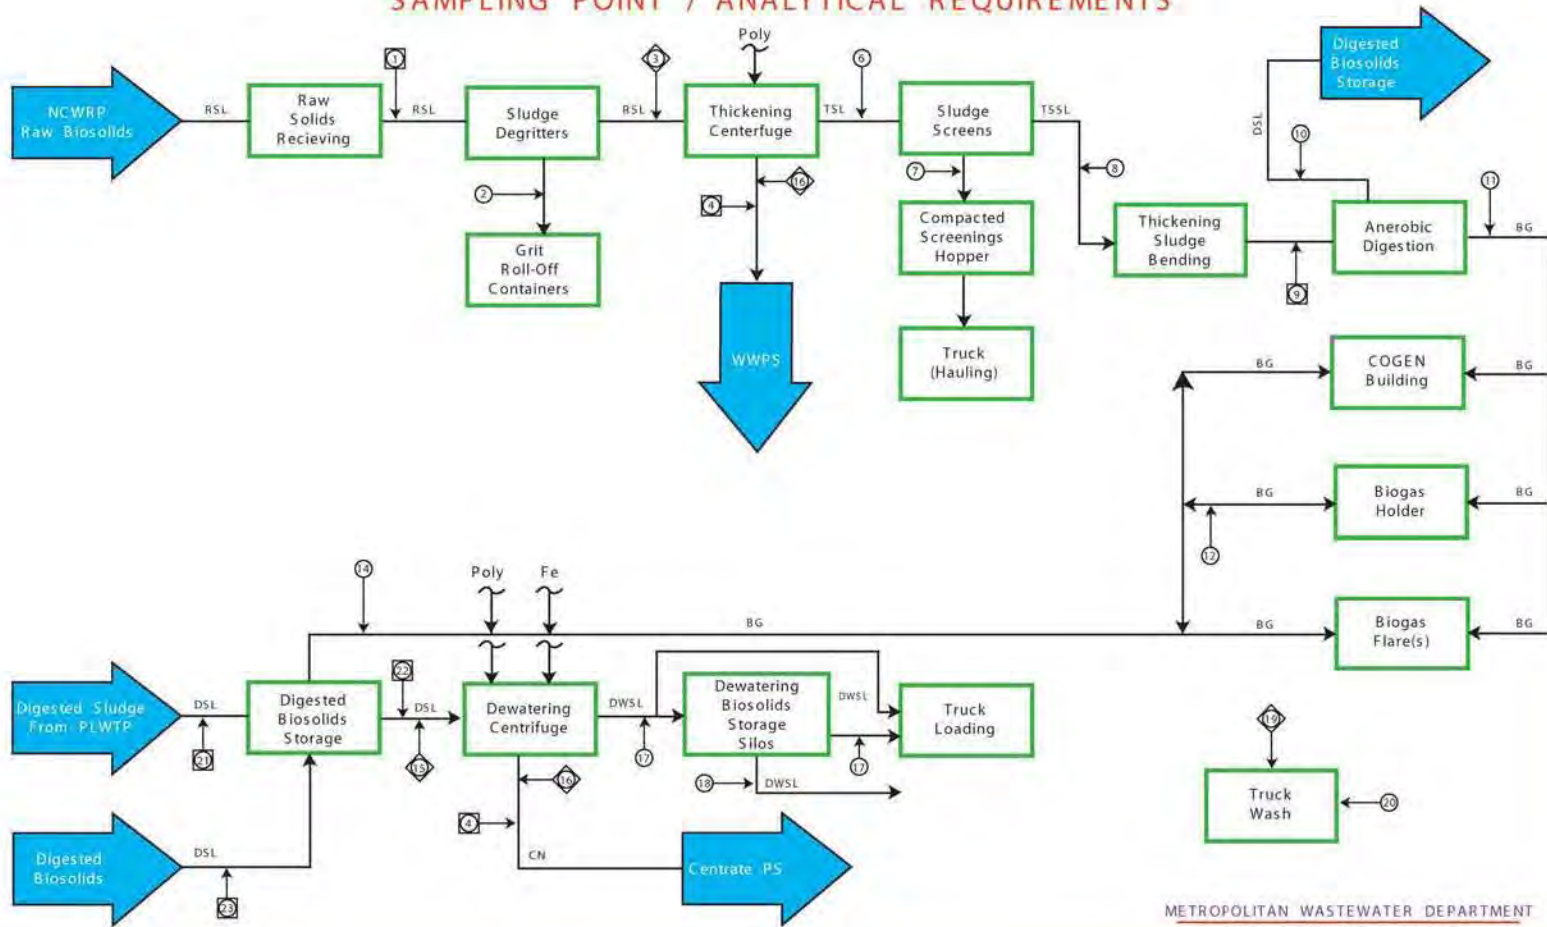 SAMPLING POINT / ANALYTICAL REQUIREMENTS
NCWRP
Raw Biosolids
RSL
Raw
Solids
Recieving
1
RSL
Sludge
Degritters
2
Grit
Roll-Off
Containers
RSL
3
Poly
Thickening
Centerfuge
16
4
WWPS
TSL
6
Sludge
Screens
7
Compacted
Screenings
Hopper
Truck
(Hauling)
TSSL
8
Thickening
Sludge
Bending
9
Anerobic
Digestion
10
DSL
Digested
Biosolids
Storage
11
BG
BG
COGEN
Building
BG
BG
Biogas
Holder
BG
12
BG
Biogas
Flare(s)
BG
14
Poly
Fe
BG
Digested Sludge
From PLWTP
DSL
21
Digested
Biosolids
Storage
22
DSL
15
Dewatering
Centrifuge
DWSL
17
Dewatering
Biosolids
Storage
Silos
DWSL
17
Truck
Loading
18
DWSL
16
4
CN
Centrate PS
Digested
Biosolids
DSL
23
19
Truck
Wash
20
METROPOLITAN WASTEWATER DEPARTMENT